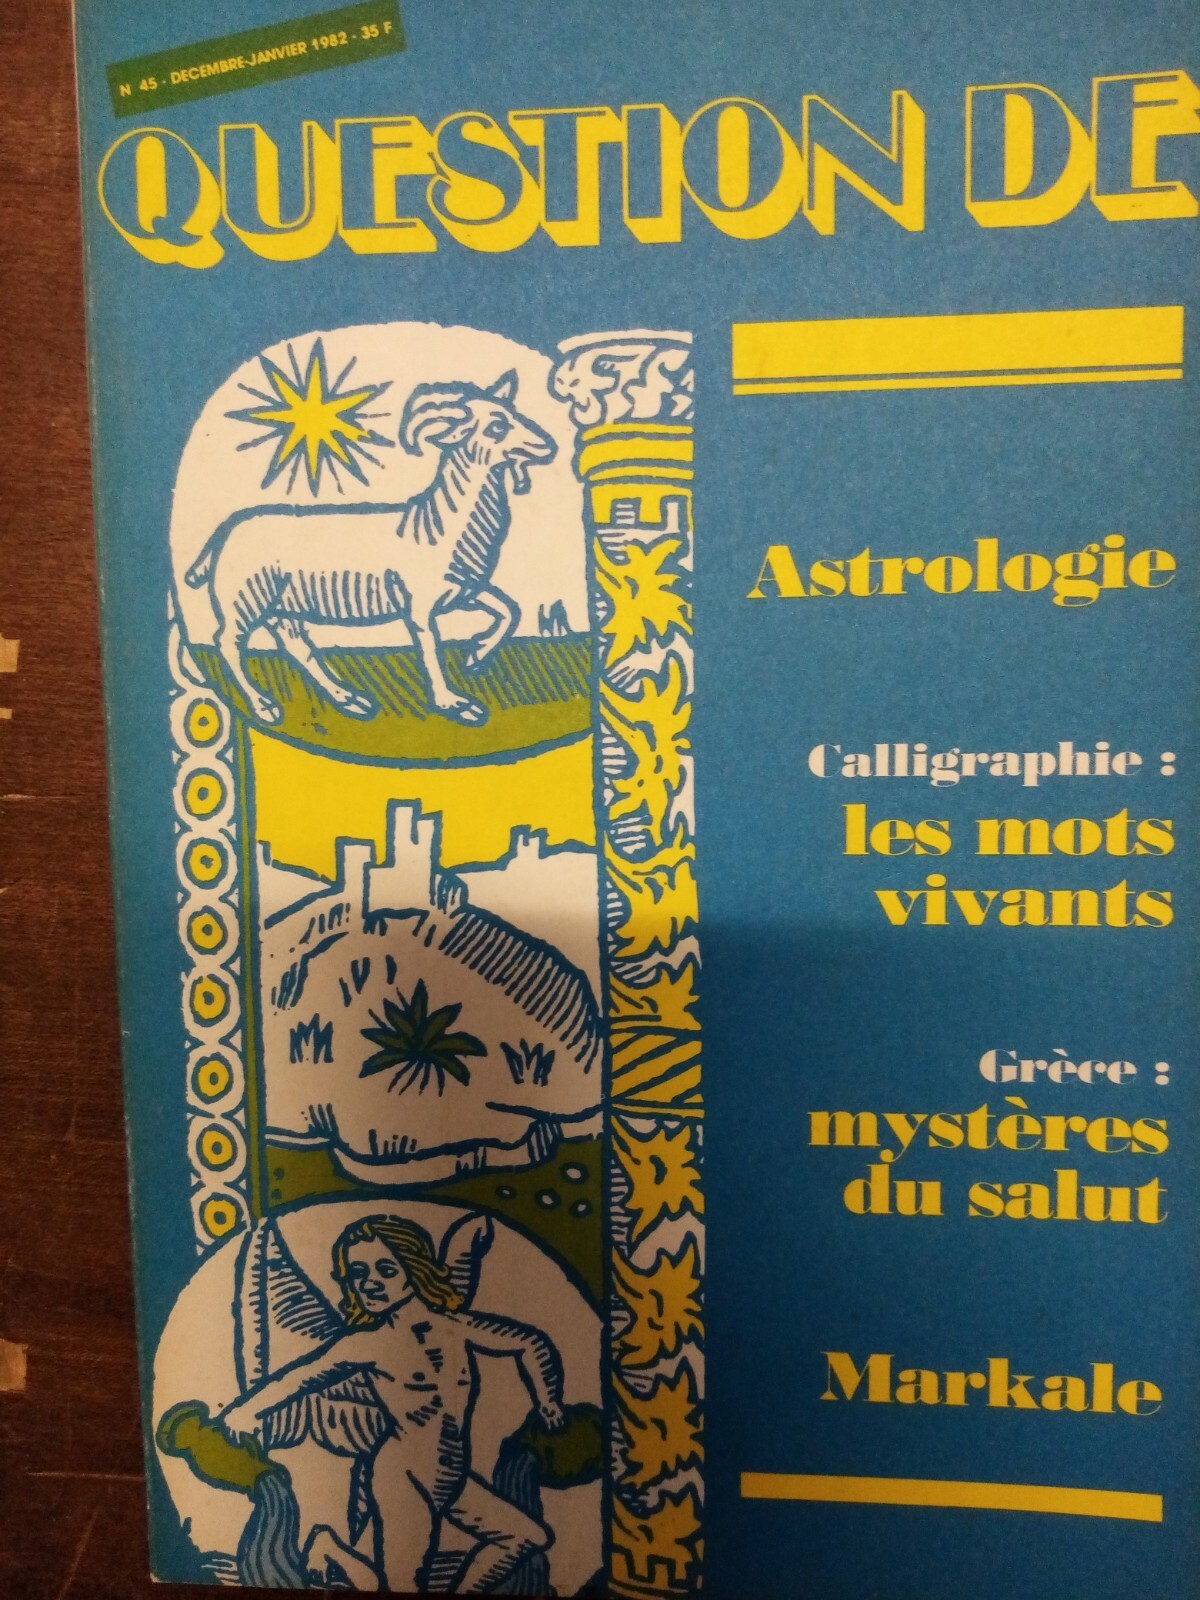 N 45 - DECEMBRE-JANVIER 1982 - 35 F
QUESTION DE
Astrologie
Calligraphie :
les mots
vivants
Grèce :
mystères
du salut
Markale